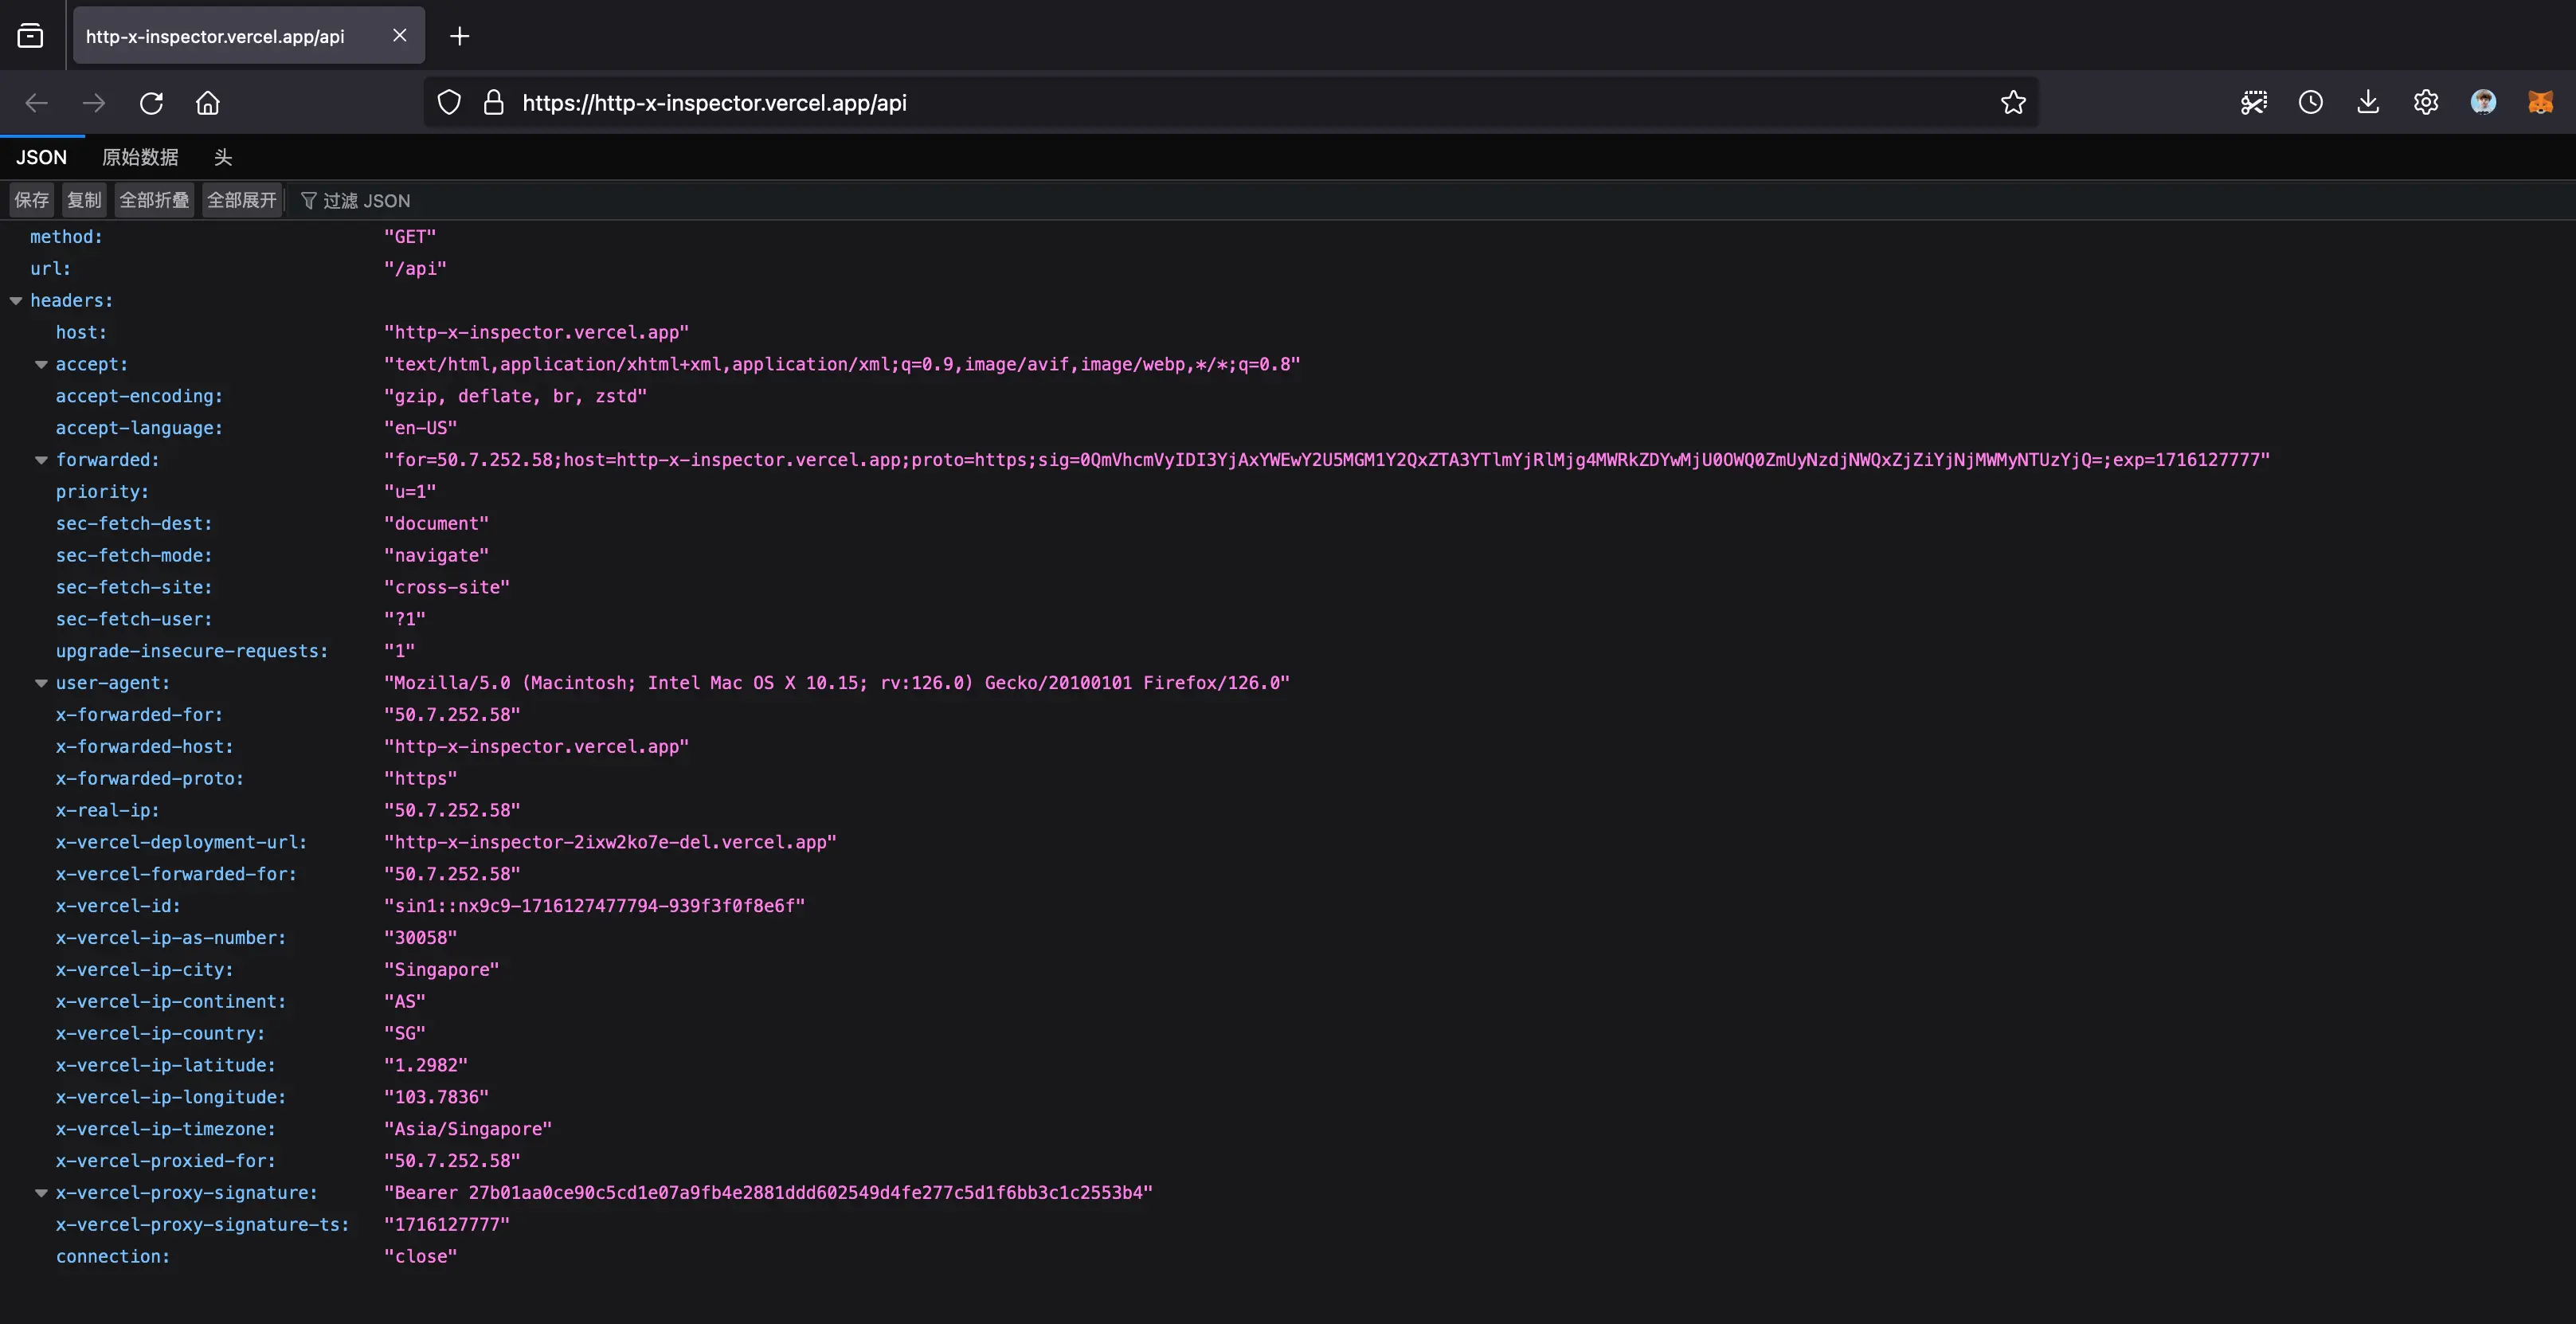 http-x-inspector.vercel.app/api
https://http-x-inspector.vercel.app/api
JSON 原始数据 头
保存 复制 全部折叠 全部展开 过滤 JSON
method: "GET"
url: "/api"
headers:
host: "http-x-inspector.vercel.app"
accept: "text/html,application/xhtml+xml,application/xml;q=0.9,image/avif,image/webp,*/*;q=0.8"
accept-encoding: "gzip, deflate, br, zstd"
accept-language: "en-US"
forwarded: "for=50.7.252.58;host=http-x-inspector.vercel.app;proto=https;sig=0QmVhcmVyIDI3YjAxYWEwY2U5MGM1Y2QxZTA3YTlmYjRlMjg4MWRkZDYwMjU0OWQ0ZmUyNzdjNWQxZjZiYjNjMWMyNTUzYjQ=;exp=1716127777"
priority: "u=1"
sec-fetch-dest: "document"
sec-fetch-mode: "navigate"
sec-fetch-site: "cross-site"
sec-fetch-user: "?1"
upgrade-insecure-requests: "1"
user-agent: "Mozilla/5.0 (Macintosh; Intel Mac OS X 10.15; rv:126.0) Gecko/20100101 Firefox/126.0"
x-forwarded-for: "50.7.252.58"
x-forwarded-host: "http-x-inspector.vercel.app"
x-forwarded-proto: "https"
x-real-ip: "50.7.252.58"
x-vercel-deployment-url: "http-x-inspector-2ixw2ko7e-del.vercel.app"
x-vercel-forwarded-for: "50.7.252.58"
x-vercel-id: "sin1::nx9c9-1716127477794-939f3f0f8e6f"
x-vercel-ip-as-number: "30058"
x-vercel-ip-city: "Singapore"
x-vercel-ip-continent: "AS"
x-vercel-ip-country: "SG"
x-vercel-ip-latitude: "1.2982"
x-vercel-ip-longitude: "103.7836"
x-vercel-ip-timezone: "Asia/Singapore"
x-vercel-proxied-for: "50.7.252.58"
x-vercel-proxy-signature: "Bearer 27b01aa0ce90c5cd1e07a9fb4e2881ddd602549d4fe277c5d1f6bb3c1c2553b4"
x-vercel-proxy-signature-ts: "1716127777"
connection: "close"